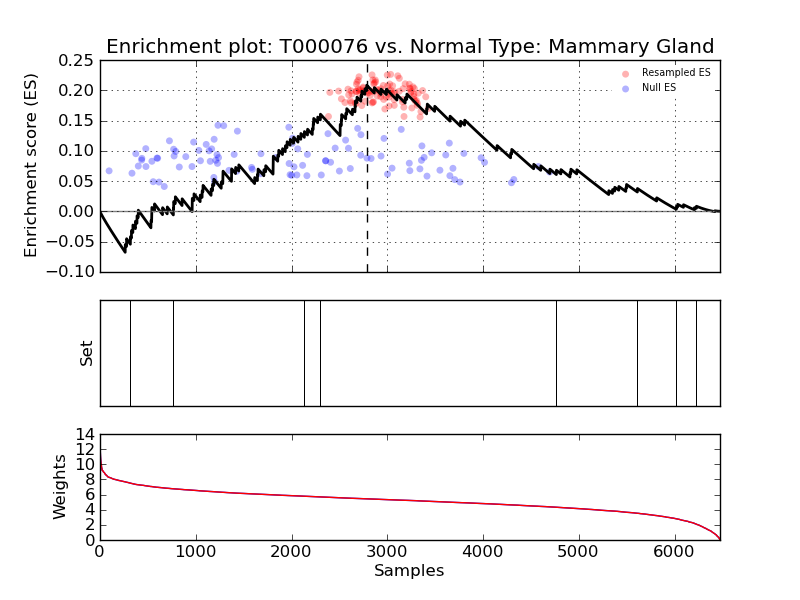 Enrichment plot: T000076 vs. Normal Type: Mammary Gland
0.25
0.20
0.15
0.10
0.05
0.00
−0.05
−0.10
Enrichment score (ES)
Resampled ES
Null ES
Set
14
12
10
8
6
4
2
0
Weights
0 1000 2000 3000 4000 5000 6000
Samples